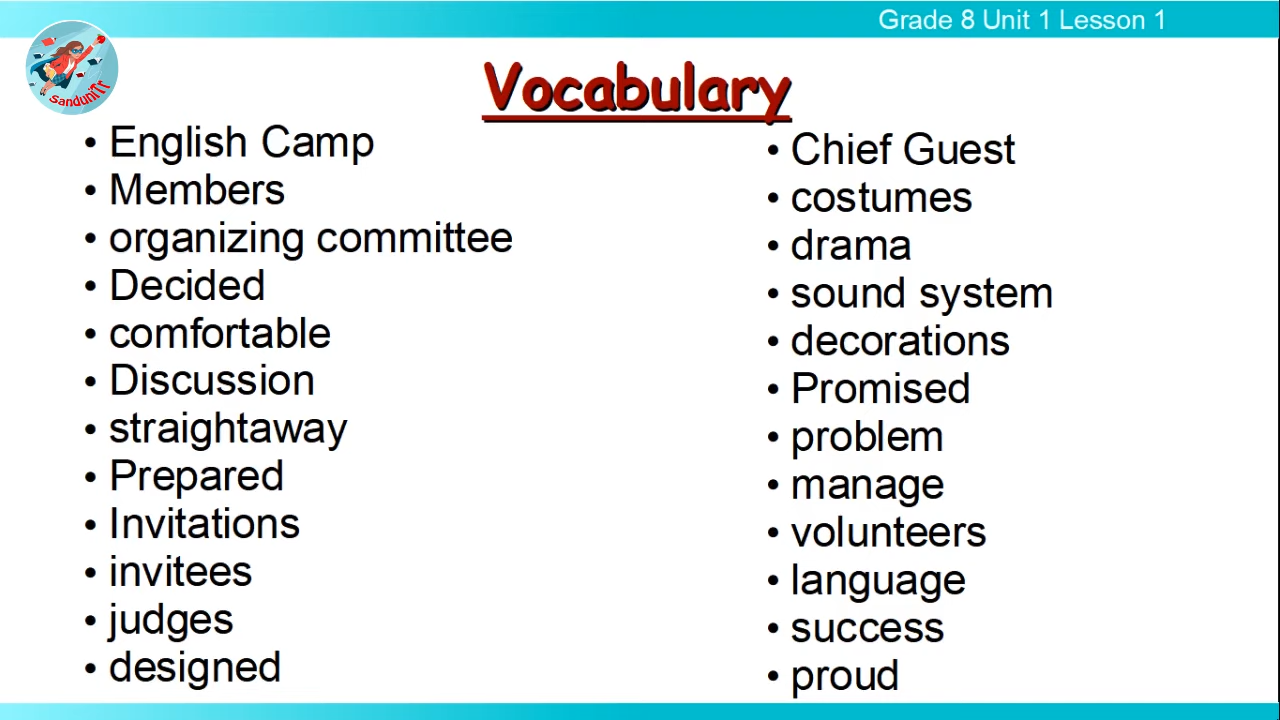 Grade 8 Unit 1 Lesson 1
SanduniTr
Vocabulary
• English Camp
• Members
• organizing committee
• Decided
• comfortable
• Discussion
• straightaway
• Prepared
• Invitations
• invitees
• judges
• designed
• Chief Guest
• costumes
• drama
• sound system
• decorations
• Promised
• problem
• manage
• volunteers
• language
• success
• proud